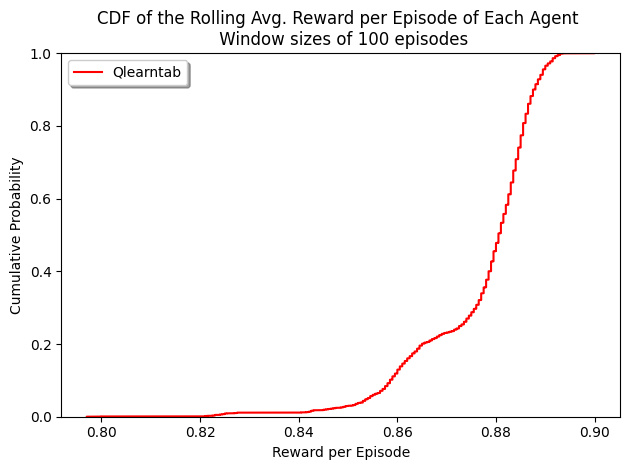 CDF of the Rolling Avg. Reward per Episode of Each Agent
Window sizes of 100 episodes
Qlearntab
Cumulative Probability
1.0
0.8
0.6
0.4
0.2
0.0
0.80 0.82 0.84 0.86 0.88 0.90
Reward per Episode